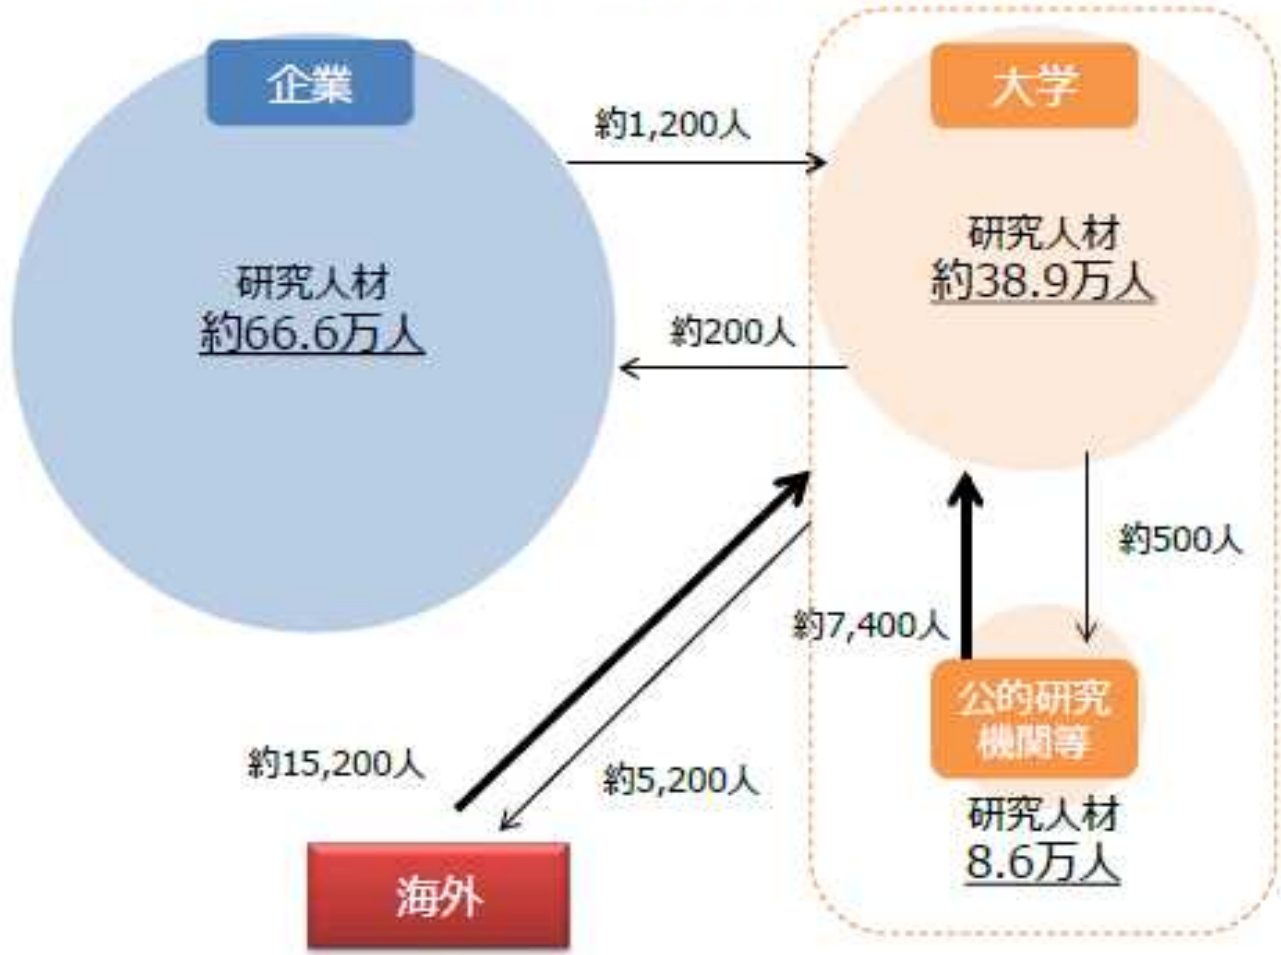 企業
大学
約1,200人
研究人材
約38.9万人
研究人材
約66.6万人
約200人
約500人
約7,400人
公的研究
機関等
約15,200人
約5,200人
研究人材
8.6万人
海外